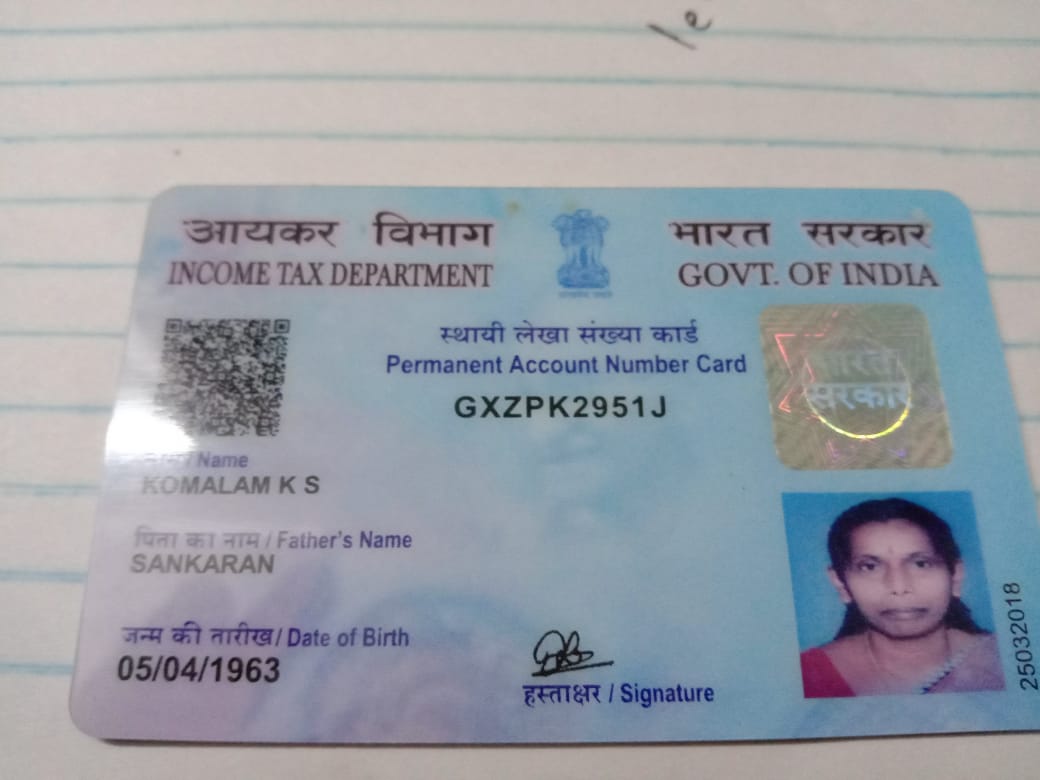 आयकर विभाग
INCOME TAX DEPARTMENT
भारत सरकार
GOVT. OF INDIA
स्थायी लेखा संख्या कार्ड
Permanent Account Number Card
GXZPK2951J
भारत
सरकार
नाम / Name
KOMALAM K S
पिता का नाम / Father's Name
SANKARAN
जन्म की तारीख / Date of Birth
05/04/1963
हस्ताक्षर / Signature
25032018